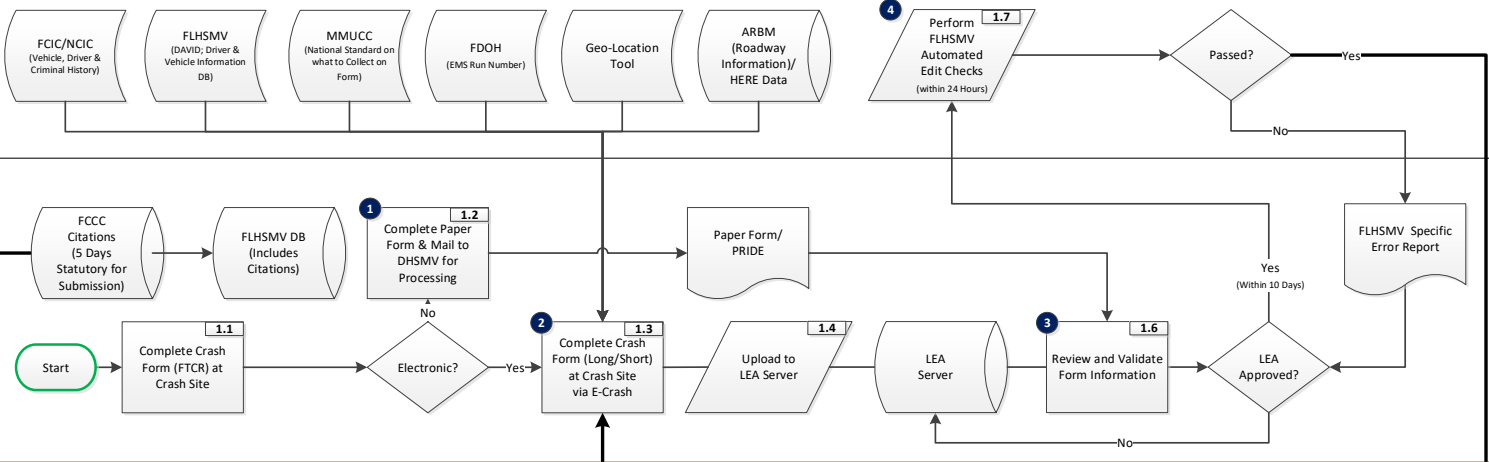 FCIC/NCIC
(Vehicle, Driver &
Criminal History)
FLHSMV
(DAVID; Driver &
Vehicle Information
DB)
MMUCC
(National Standard on
what to Collect on
Form)
FDOH
(EMS Run Number)
Geo-Location
Tool
ARBM
(Roadway
Information)/
HERE Data
4
1.7
Perform
FLHSMV
Automated
Edit Checks
(within 24 Hours)
Passed?
Yes
No
FCCC
Citations
(5 Days
Statutory for
Submission)
FLHSMV DB
(Includes
Citations)
1
1.2
Complete Paper
Form & Mail to
DHSMV for
Processing
Paper Form/
PRIDE
FLHSMV  Specific
Error Report
Yes
(Within 10 Days)
No
Start
1.1
Complete Crash
Form (FTCR) at
Crash Site
Electronic?
Yes
2
1.3
Complete Crash
Form (Long/Short)
at Crash Site
via E-Crash
1.4
Upload to
LEA Server
LEA
Server
3
1.6
Review and Validate
Form Information
LEA
Approved?
No